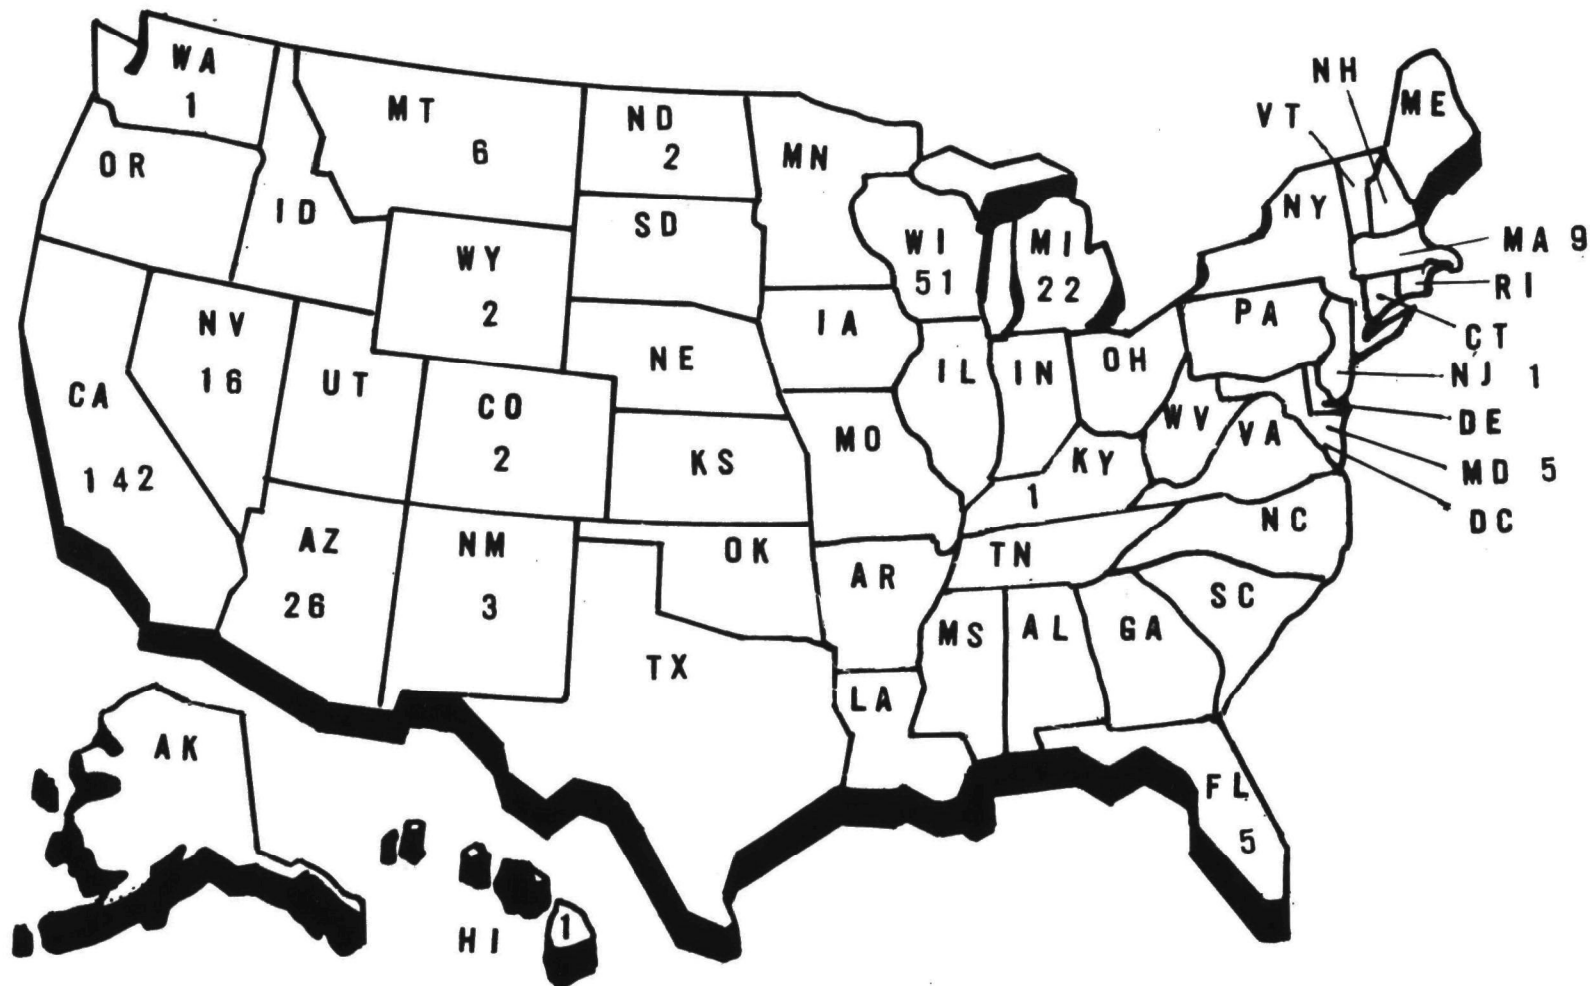 WA
1
OR
ID
MT
6
ND
2
SD
MN
WY
2
NV
16
UT
CA
142
CO
2
NE
KS
IA
MO
WI
51
MI
22
IL
IN
OH
KY
1
WV
VA
PA
NY
VT
NH
ME
MA 9
RI
CT
NJ 1
DE
MD 5
DC
NC
TN
SC
AZ
26
NM
3
OK
AR
TX
LA
MS
AL
GA
FL
5
AK
HI
1